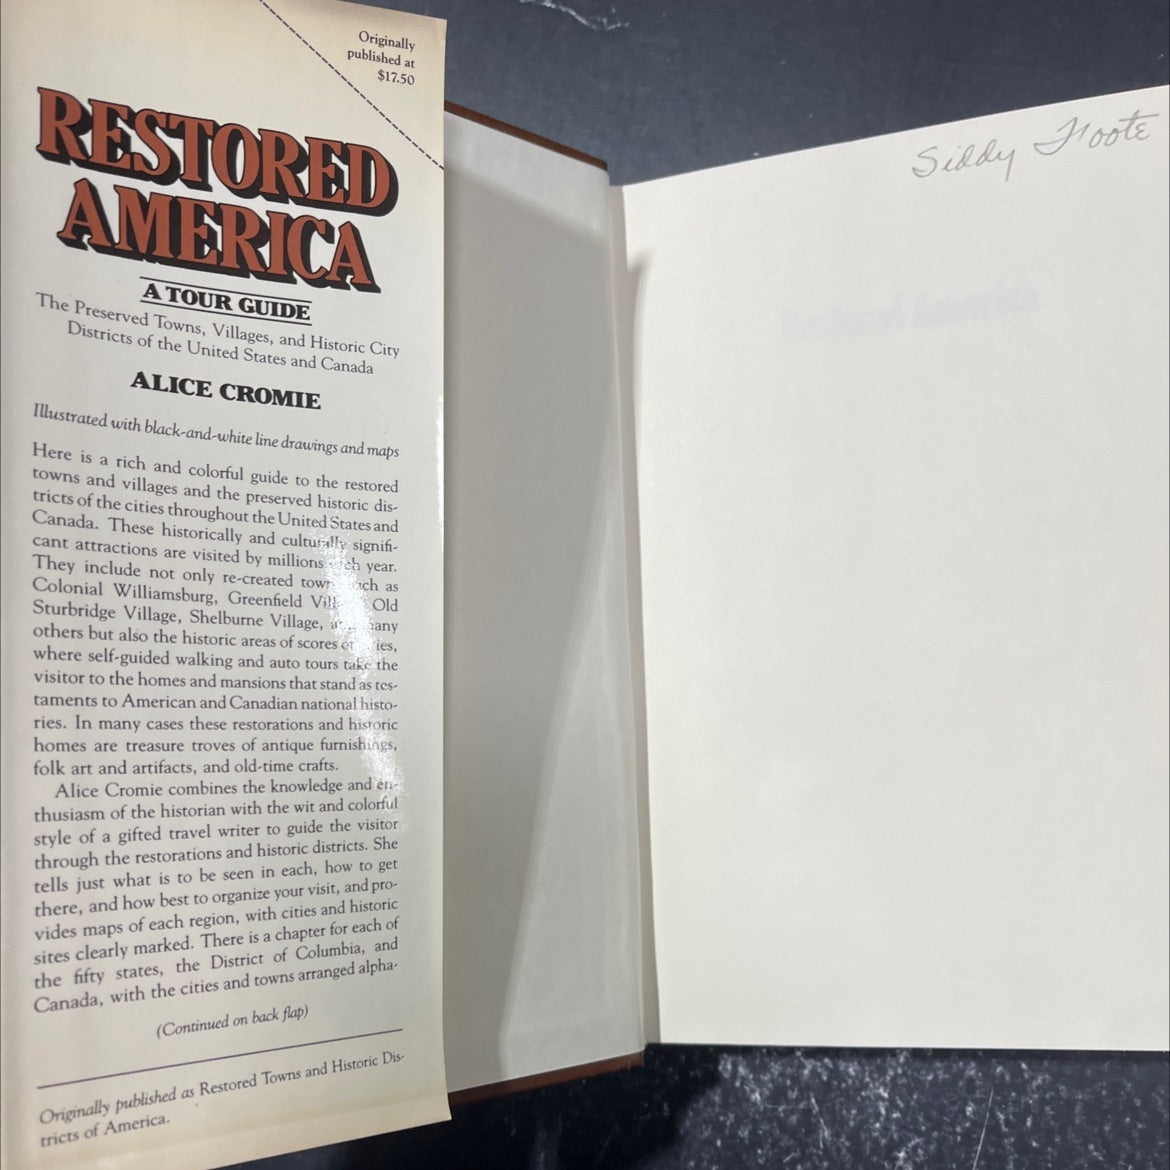 Originally
published at
$17.50
RESTORED
AMERICA
A TOUR GUIDE
The Preserved Towns, Villages, and Historic City
Districts of the United States and Canada
ALICE CROMIE
Illustrated with black-and-white line drawings and maps
Here is a rich and colorful guide to the restored
towns and villages and the preserved historic dis-
tricts of the cities throughout the United States and
Canada. These historically and culturally signifi-
cant attractions are visited by millions each year.
They include not only re-created towns such as
Colonial Williamsburg, Greenfield Village, Old
Sturbridge Village, Shelburne Village, and many
others but also the historic areas of scores of cities,
where self-guided walking and auto tours take the
visitor to the homes and mansions that stand as tes-
taments to American and Canadian national histo-
ries. In many cases these restorations and historic
homes are treasure troves of antique furnishings,
folk art and artifacts, and old-time crafts.
Alice Cromie combines the knowledge and en-
thusiasm of the historian with the wit and colorful
style of a gifted travel writer to guide the visitor
through the restorations and historic districts. She
tells just what is to be seen in each, how to get
there, and how best to organize your visit, and pro-
vides maps of each region, with cities and historic
sites clearly marked. There is a chapter for each of
the fifty states, the District of Columbia, and
Canada, with the cities and towns arranged alpha-
(Continued on back flap)
Originally published as Restored Towns and Historic Dis-
tricts of America.
Siddy Foote